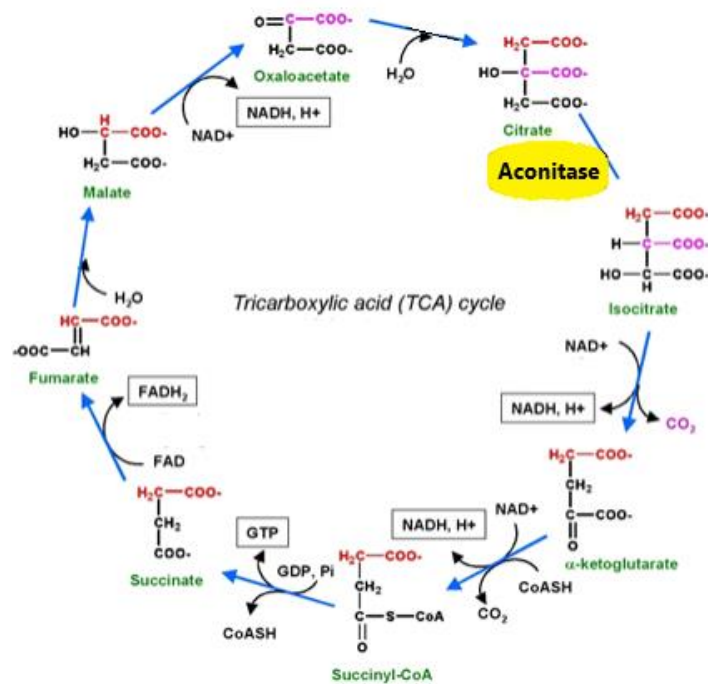 O
C—COO-
H₂C—COO-
Oxaloacetate
H₂O
H₂C—COO-
HO—C—COO-
H₂C—COO-
Citrate
Aconitase
H₂C—COO-
H—C—COO-
HO—C—COO-
H
Isocitrate
NAD+
NADH, H+
CO₂
H₂C—COO-
CH₂
C—COO-
O
α-ketoglutarate
NAD+
NADH, H+
CoASH
CO₂
H₂C—COO-
CH₂
C—S—CoA
O
Succinyl-CoA
GTP
GDP, Pi
CoASH
H₂C—COO-
CH₂
COO-
Succinate
FADH₂
FAD
HC—COO-
-OOC—CH
Fumarate
H₂O
H
HO—C—COO-
H₂C—COO-
Malate
NADH, H+
NAD+
Tricarboxylic acid (TCA) cycle